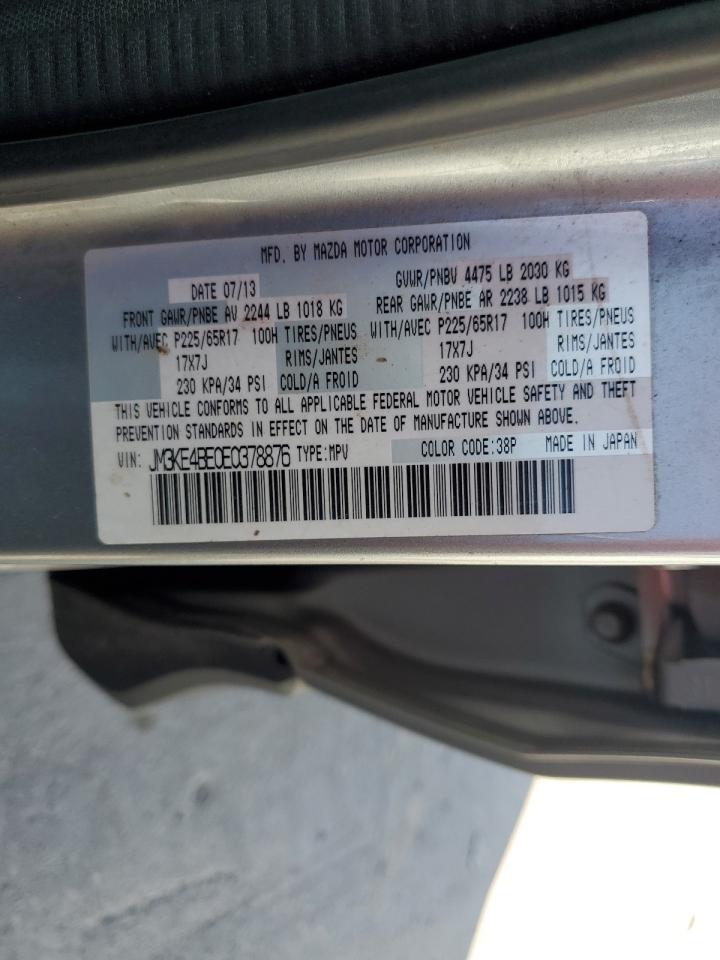 MFD. BY MAZDA MOTOR CORPORATION
DATE 07/13 GVWR/PNBV 4475 LB 2030 KG
FRONT GAWR/PNBE AV 2244 LB 1018 KG REAR GAWR/PNBE AR 2238 LB 1015 KG
WITH/AVEC P225/65R17 100H TIRES/PNEUS WITH/AVEC P225/65R17 100H TIRES/PNEUS
17X7J RIMS/JANTES 17X7J RIMS/JANTES
230 KPA/34 PSI COLD/A FROID 230 KPA/34 PSI COLD/A FROID
THIS VEHICLE CONFORMS TO ALL APPLICABLE FEDERAL MOTOR VEHICLE SAFETY AND THEFT
PREVENTION STANDARDS IN EFFECT ON THE DATE OF MANUFACTURE SHOWN ABOVE.
VIN: JM3KE4BE0E0378876 TYPE:MPV COLOR CODE:38P MADE IN JAPAN